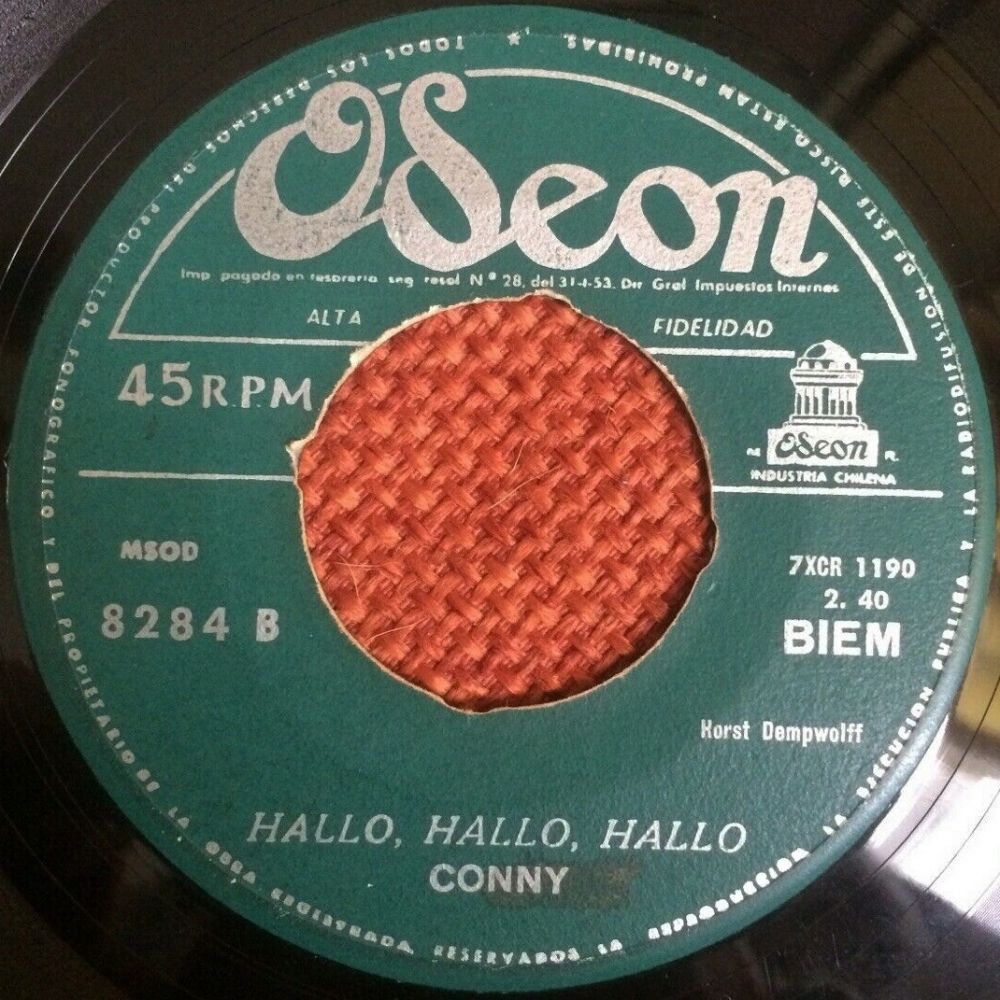 TODOS LOS DERECHOS DEL PRODUCTOR FONOGRAFICO Y DEL PROPIETARIO DE LA OBRA REGISTRADA RESERVADOS LA REPRODUCCION LA EJECUCION PUBLICA Y LA RADIODIFUSION DE ESTE DISCO ESTAN PROHIBIDAS.
Odeon
Imp pagado en tesoreria seg resol Nº 28, del 31-1-53. Dir Gral Impuestos Internos
ALTA FIDELIDAD
45 R.P.M
Odeon
M R.
INDUSTRIA CHILENA
MSOD
8284 B
7XCR 1190
2. 40
BIEM
Horst Dempwolff
HALLO, HALLO, HALLO
CONNY